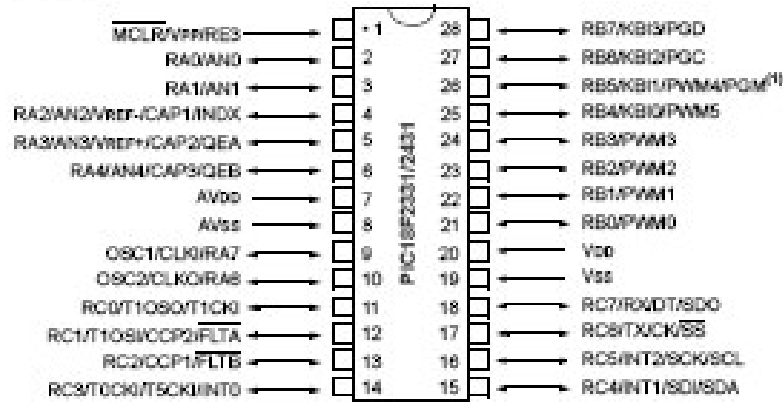 MCLR/VPP/RE3
RA0/AN0
RA1/AN1
RA2/AN2/VREF-/CAP1/INDX
RA3/AN3/VREF+/CAP2/QEA
RA4/AN4/CAP3/QEB
AVDD
AVSS
OSC1/CLKI/RA7
OSC2/CLKO/RA6
RC0/T1OSO/T1CKI
RC1/T1OSI/CCP2/FLTA
RC2/CCP1/FLTB
RC3/T0CKI/T5CKI/INT0
1
2
3
4
5
6
7
8
9
10
11
12
13
14
PIC18F2331/2431
28
27
26
25
24
23
22
21
20
19
18
17
16
15
RB7/KBI3/PGD
RB6/KBI2/PGC
RB5/KBI1/PWM4/PGM(1)
RB4/KBI0/PWM5
RB3/PWM3
RB2/PWM2
RB1/PWM1
RB0/PWM0
VDD
VSS
RC7/RX/DT/SDO
RC6/TX/CK/SS
RC5/INT2/SCK/SCL
RC4/INT1/SDI/SDA